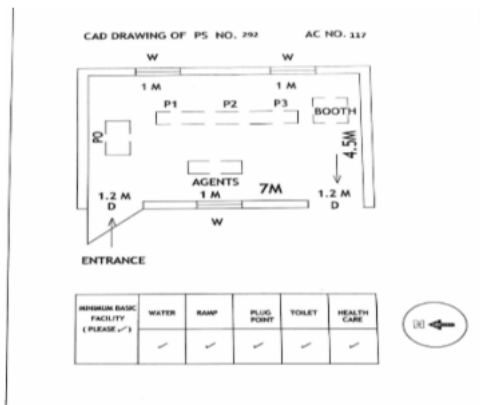 CAD DRAWING OF PS NO. 292 AC NO. 117
W W
1 M 1 M
P1 P2 P3
BOOTH
PO
4.5M
AGENTS
1.2 M 1 M 7M 1.2 M
D D
W
ENTRANCE
MINIMUM BASIC FACILITY ( PLEASE ✓ ) WATER RAMP PLUG POINT TOILET HEALTH CARE
✓ ✓ ✓ ✓ ✓